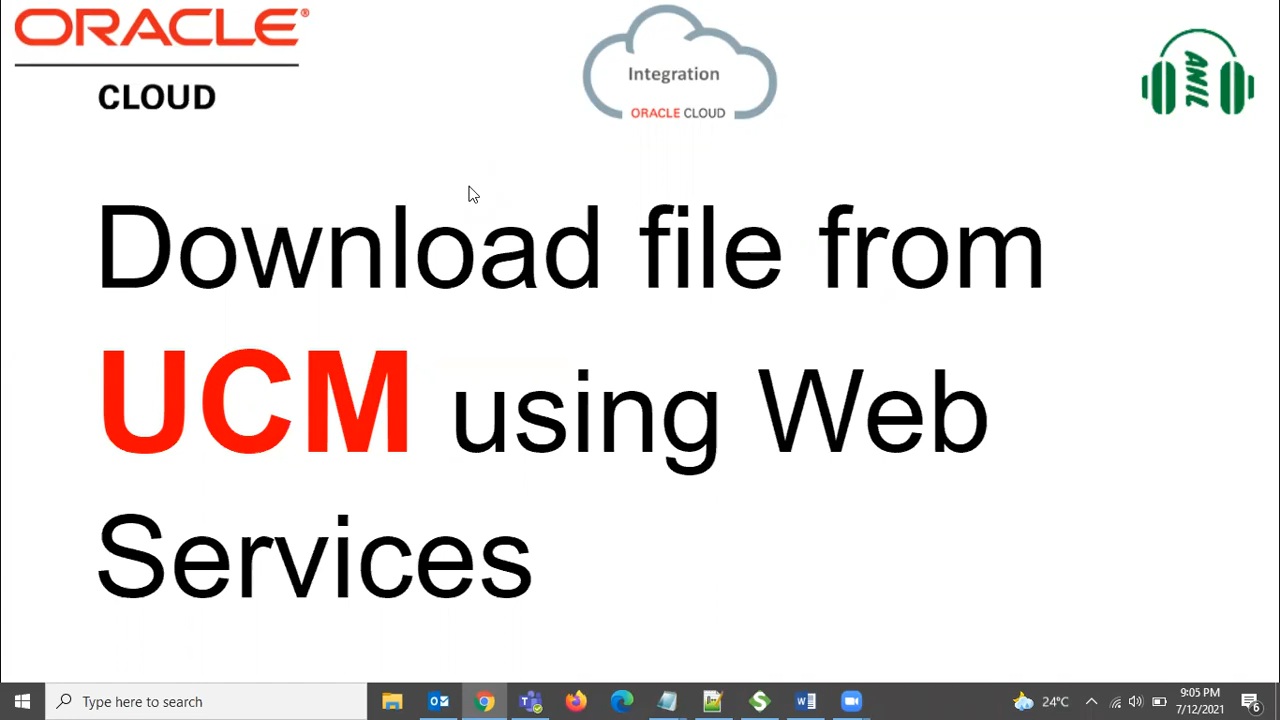 ORACLE®
CLOUD
Integration
ORACLE CLOUD
ANIL
Download file from
UCM using Web
Services
Type here to search
24°C
9:05 PM
7/12/2021
6